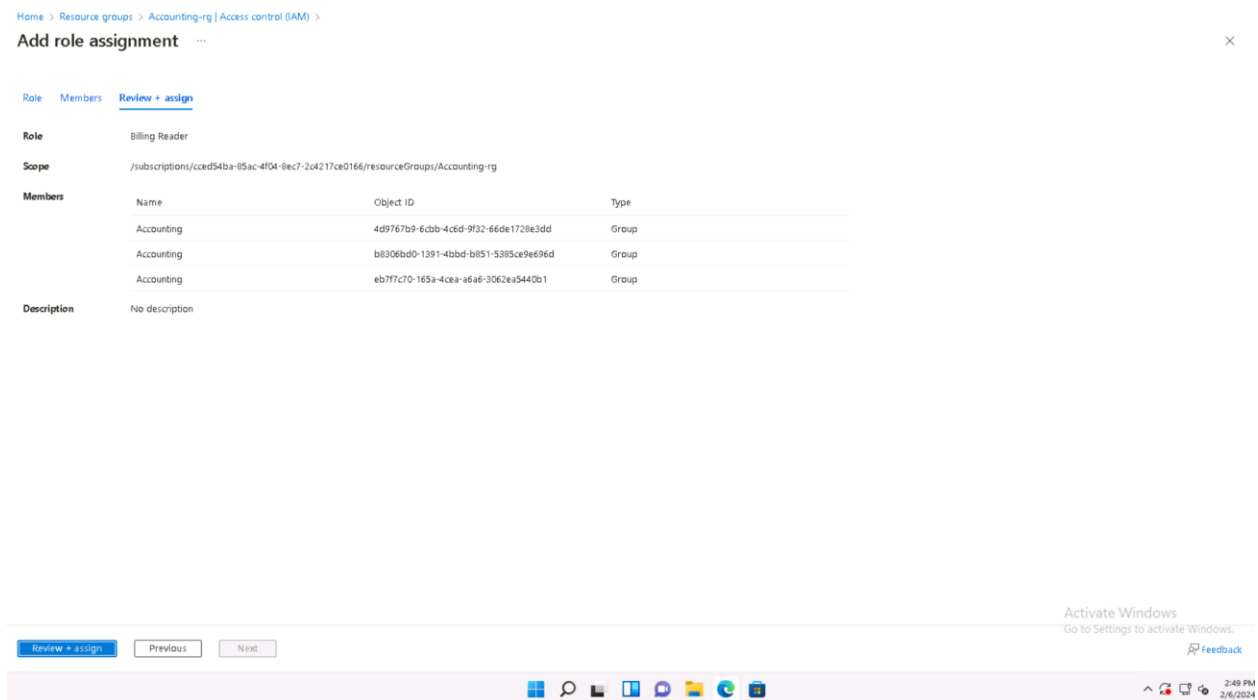 Home > Resource groups > Accounting-rg | Access control (IAM) >
Add role assignment ...
Role Members Review + assign
Role Billing Reader
Scope /subscriptions/cced54ba-85ac-4f04-8ec7-2c4217ce0166/resourceGroups/Accounting-rg
Members Name Object ID Type
Accounting 4d9767b9-6cbb-4c6d-9f32-66de1728e3dd Group
Accounting b8306bd0-1391-4bbd-b851-5385ce9e696d Group
Accounting eb7f7c70-165a-4cea-a6a6-3062ea5440b1 Group
Description No description
Activate Windows
Go to Settings to activate Windows.
Review + assign Previous Next
Feedback
2:49 PM
2/6/2024